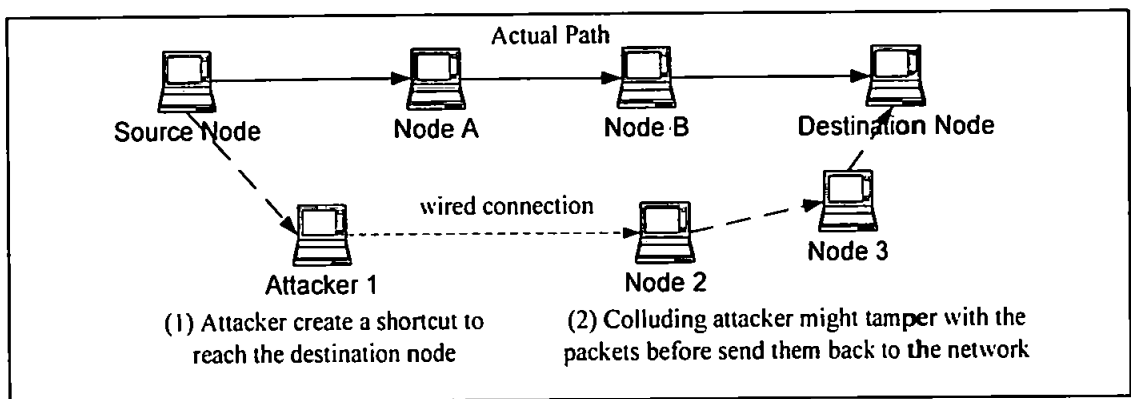 Actual Path
Source Node
Node A
Node B
Destination Node
wired connection
Attacker 1
Node 2
Node 3
(1) Attacker create a shortcut to
reach the destination node
(2) Colluding attacker might tamper with the
packets before send them back to the network